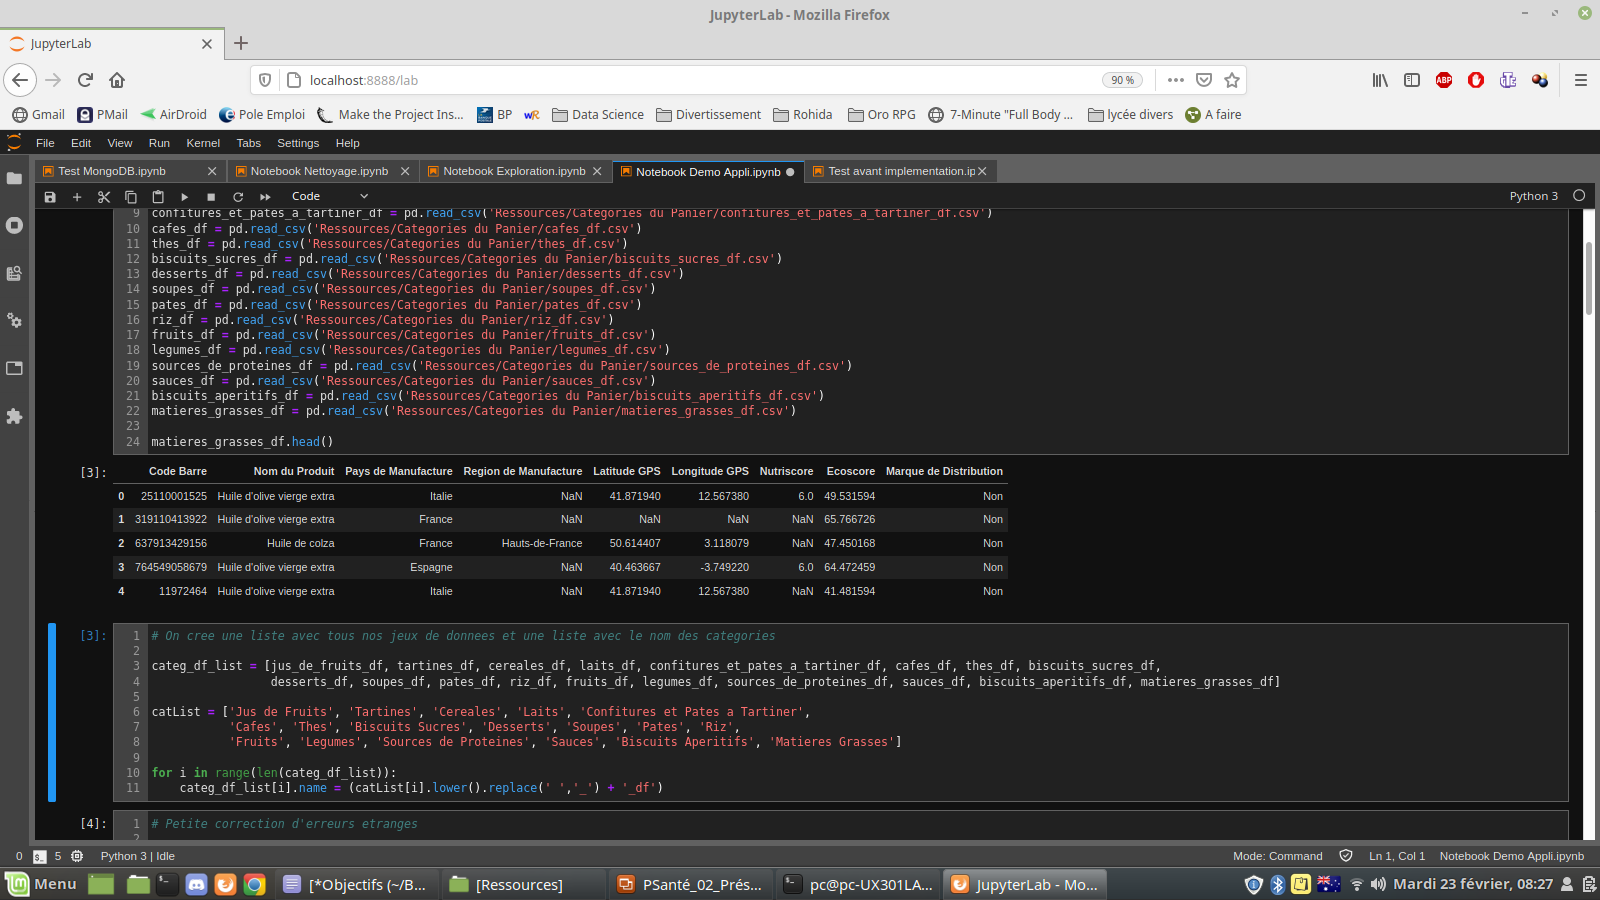 JupyterLab - Mozilla Firefox
JupyterLab
localhost:8888/lab
90 %
ABP
Gmail
PMail
AirDroid
Pole Emploi
Make the Project Ins...
BP
wR
Data Science
Divertissement
Rohida
Oro RPG
7-Minute "Full Body ...
lycée divers
A faire
File Edit View Run Kernel Tabs Settings Help
Test MongoDB.ipynb
Notebook Nettoyage.ipynb
Notebook Exploration.ipynb
Notebook Demo Appli.ipynb
Test avant implementation.ip
Code
Python 3
9 confitures_et_pates_a_tartiner_df = pd.read_csv('Ressources/Categories du Panier/confitures_et_pates_a_tartiner_df.csv')
10 cafes_df = pd.read_csv('Ressources/Categories du Panier/cafes_df.csv')
11 thes_df = pd.read_csv('Ressources/Categories du Panier/thes_df.csv')
12 biscuits_sucres_df = pd.read_csv('Ressources/Categories du Panier/biscuits_sucres_df.csv')
13 desserts_df = pd.read_csv('Ressources/Categories du Panier/desserts_df.csv')
14 soupes_df = pd.read_csv('Ressources/Categories du Panier/soupes_df.csv')
15 pates_df = pd.read_csv('Ressources/Categories du Panier/pates_df.csv')
16 riz_df = pd.read_csv('Ressources/Categories du Panier/riz_df.csv')
17 fruits_df = pd.read_csv('Ressources/Categories du Panier/fruits_df.csv')
18 legumes_df = pd.read_csv('Ressources/Categories du Panier/legumes_df.csv')
19 sources_de_proteines_df = pd.read_csv('Ressources/Categories du Panier/sources_de_proteines_df.csv')
20 sauces_df = pd.read_csv('Ressources/Categories du Panier/sauces_df.csv')
21 biscuits_aperitifs_df = pd.read_csv('Ressources/Categories du Panier/biscuits_aperitifs_df.csv')
22 matieres_grasses_df = pd.read_csv('Ressources/Categories du Panier/matieres_grasses_df.csv')
23
24 matieres_grasses_df.head()
[3]: Code Barre Nom du Produit Pays de Manufacture Region de Manufacture Latitude GPS Longitude GPS Nutriscore Ecoscore Marque de Distribution
0 25110001525 Huile d'olive vierge extra Italie NaN 41.871940 12.567380 6.0 49.531594 Non
1 319110413922 Huile d'olive vierge extra France NaN NaN NaN NaN 65.766726 Non
2 637913429156 Huile de colza France Hauts-de-France 50.614407 3.118079 NaN 47.450168 Non
3 764549058679 Huile d'olive vierge extra Espagne NaN 40.463667 -3.749220 6.0 64.472459 Non
4 11972464 Huile d'olive vierge extra Italie NaN 41.871940 12.567380 NaN 41.481594 Non
[3]: 1 # On cree une liste avec tous nos jeux de donnees et une liste avec le nom des categories
2
3 categ_df_list = [jus_de_fruits_df, tartines_df, cereales_df, laits_df, confitures_et_pates_a_tartiner_df, cafes_df, thes_df, biscuits_sucres_df,
4 desserts_df, soupes_df, pates_df, riz_df, fruits_df, legumes_df, sources_de_proteines_df, sauces_df, biscuits_aperitifs_df, matieres_grasses_df]
5
6 catList = ['Jus de Fruits', 'Tartines', 'Cereales', 'Laits', 'Confitures et Pates a Tartiner',
7 'Cafes', 'Thes', 'Biscuits Sucres', 'Desserts', 'Soupes', 'Pates', 'Riz',
8 'Fruits', 'Legumes', 'Sources de Proteines', 'Sauces', 'Biscuits Aperitifs', 'Matieres Grasses']
9
10 for i in range(len(categ_df_list)):
11 categ_df_list[i].name = (catList[i].lower().replace(' ','_') + '_df')
[4]: 1 # Petite correction d'erreurs etranges
2
0 5 Python 3 | Idle
Mode: Command
Ln 1, Col 1
Notebook Demo Appli.ipynb
Menu
[*Objectifs (~/B...
[Ressources]
PSanté_02_Prés...
pc@pc-UX301LA...
JupyterLab - Mo...
Mardi 23 février, 08:27